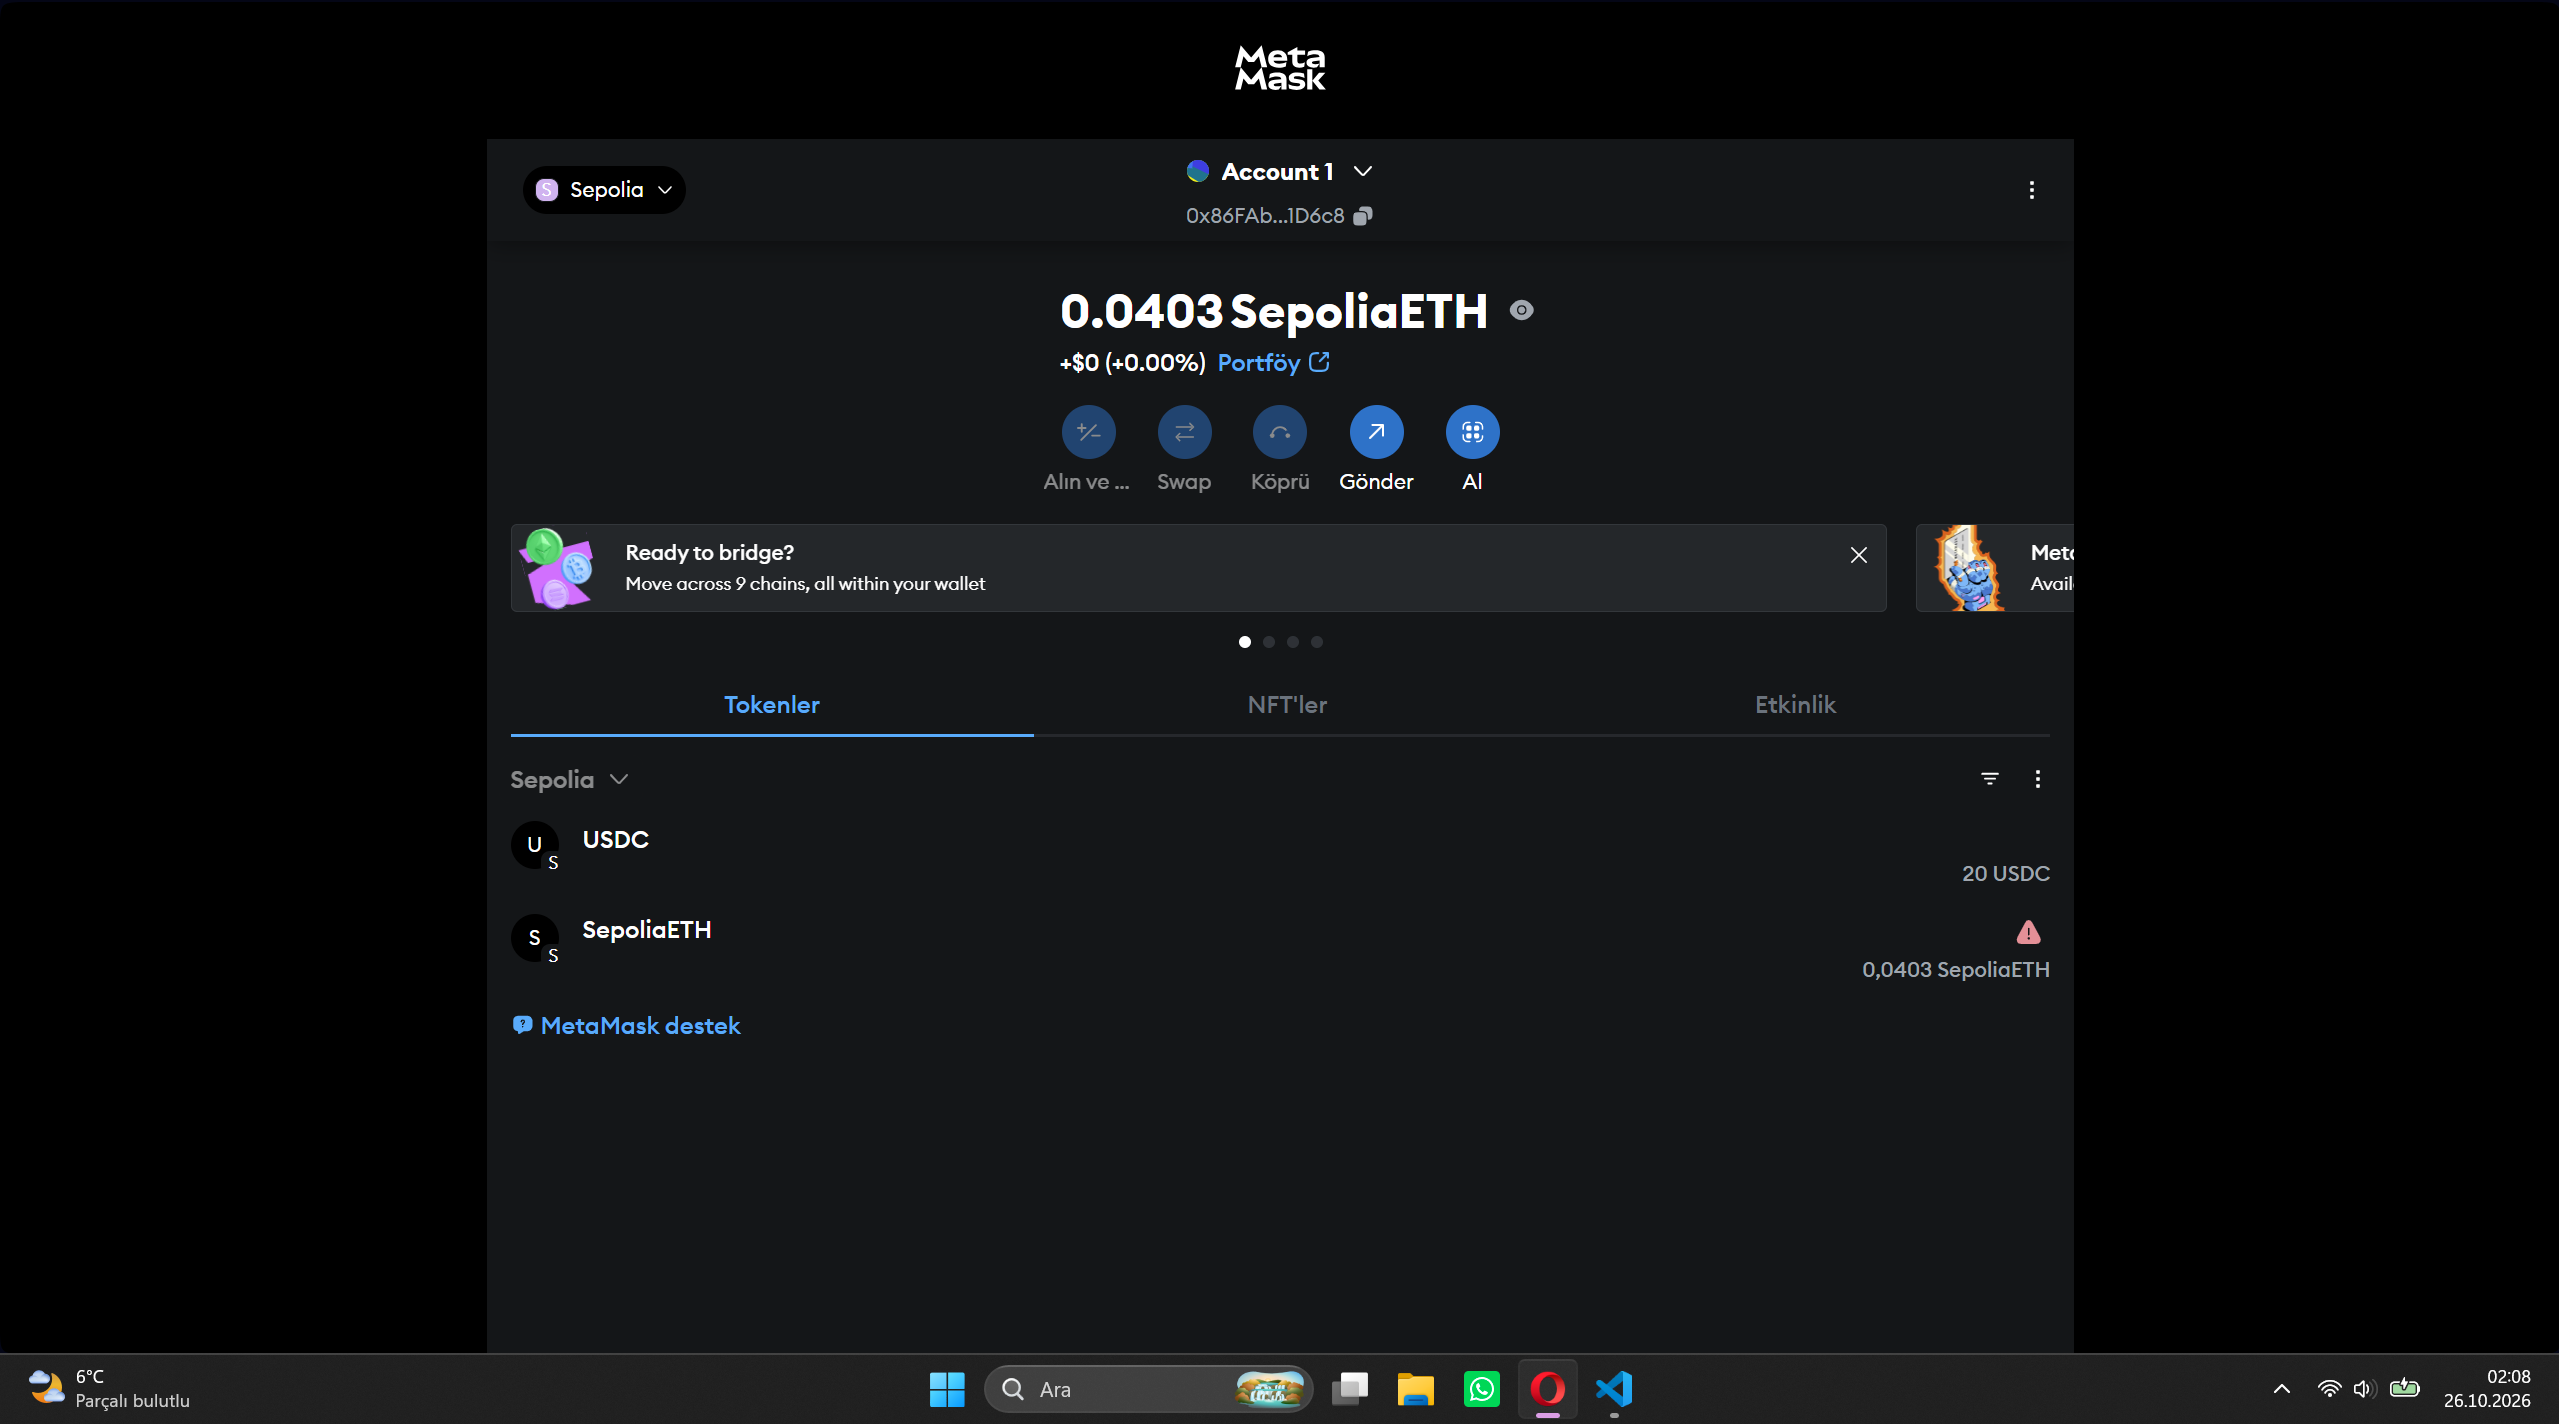 Meta
Mask
S Sepolia
Account 1
0x86FAb...1D6c8
0.0403 SepoliaETH
+$0 (+0.00%) Portföy
Alın ve ... Swap Köprü Gönder Al
Ready to bridge?
Move across 9 chains, all within your wallet
Meta
Avail
Tokenler NFT'ler Etkinlik
Sepolia
U S USDC
20 USDC
S S SepoliaETH
0,0403 SepoliaETH
MetaMask destek
6°C
Parçalı bulutlu
Ara
02:08
26.10.2026